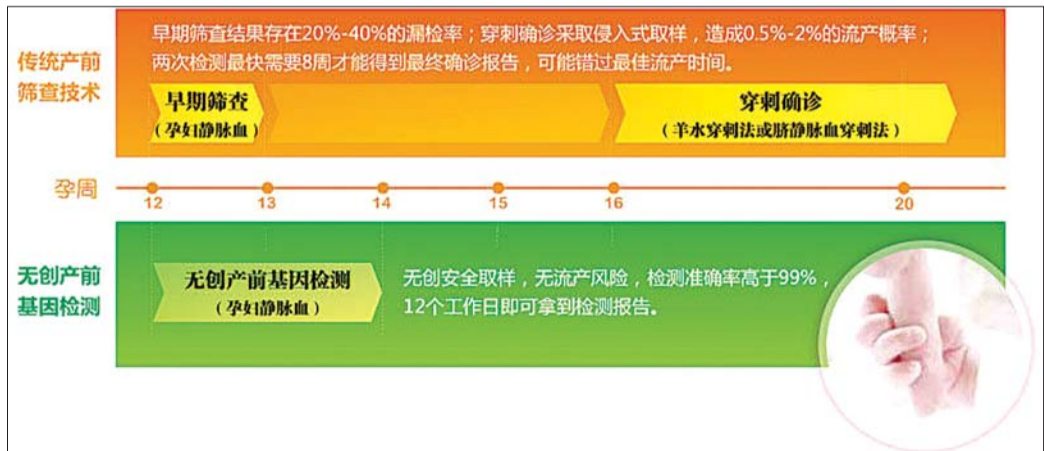 传统产前
筛查技术
早期筛查结果存在20%-40%的漏检率；穿刺确诊采取侵入式取样，造成0.5%-2%的流产概率；
两次检测最快需要8周才能得到最终确诊报告，可能错过最佳流产时间。
早期筛查
（孕妇静脉血）
穿刺确诊
（羊水穿刺法或脐静脉血穿刺法）
孕周
12 13 14 15 16 20
无创产前
基因检测
无创产前基因检测
（孕妇静脉血）
无创安全取样，无流产风险，检测准确率高于99%，
12个工作日即可拿到检测报告。